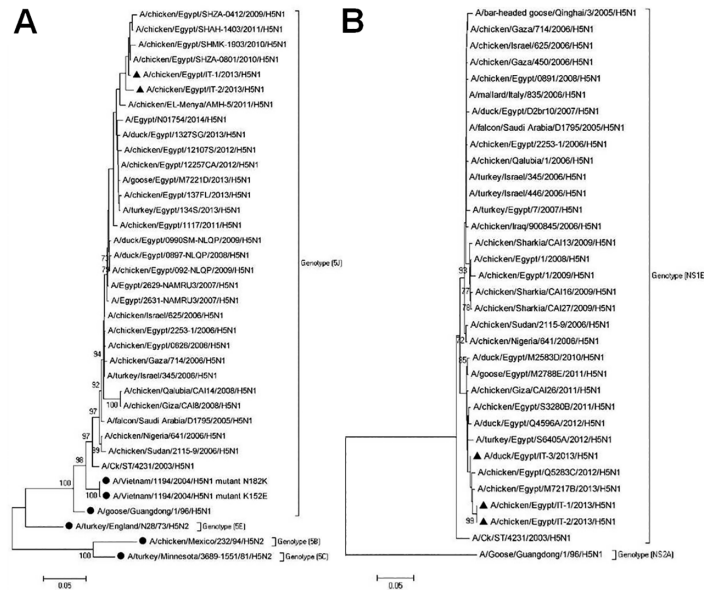 A
A/chicken/Egypt/SHZA-0412/2009/H5N1
A/chicken/Egypt/SHAH-1403/2011/H5N1
A/chicken/Egypt/SHMK-1903/2010/H5N1
A/chicken/Egypt/SHZA-0801/2010/H5N1
A/chicken/Egypt/IT-1/2013/H5N1
A/chicken/Egypt/IT-2/2013/H5N1
A/chicken/EL-Menya/AMH-5/2011/H5N1
A/Egypt/N01754/2014/H5N1
A/duck/Egypt/1327SG/2013/H5N1
A/chicken/Egypt/12107S/2012/H5N1
A/chicken/Egypt/12257CA/2012/H5N1
A/goose/Egypt/M7221D/2013/H5N1
A/chicken/Egypt/137FL/2013/H5N1
A/turkey/Egypt/134S/2013/H5N1
A/chicken/Egypt/1117/2011/H5N1
A/duck/Egypt/0990SM-NLQP/2009/H5N1
A/duck/Egypt/0897-NLQP/2008/H5N1
73
A/chicken/Egypt/092-NLQP/2009/H5N1
A/Egypt/2629-NAMRU3/2007/H5N1
A/Egypt/2631-NAMRU3/2007/H5N1
A/chicken/Israel/625/2006/H5N1
A/chicken/Egypt/2253-1/2006/H5N1
A/chicken/Egypt/0626/2006/H5N1
94
A/chicken/Gaza/714/2006/H5N1
A/turkey/Israel/345/2006/H5N1
92
A/chicken/Qalubia/CAI14/2008/H5N1
100
A/chicken/Giza/CAI8/2008/H5N1
97
A/falcon/Saudi Arabia/D1795/2005/H5N1
97
A/chicken/Nigeria/641/2006/H5N1
89
A/chicken/Sudan/2115-9/2006/H5N1
98
A/Ck/ST/4231/2003/H5N1
A/Vietnam/1194/2004/H5N1 mutant N182K
100
A/Vietnam/1194/2004/H5N1 mutant K152E
100
A/goose/Guangdong/1/96/H5N1
Genotype [5J]
A/turkey/England/N28/73/H5N2
Genotype [5E]
A/chicken/Mexico/232/94/H5N2
Genotype [5B]
100
A/turkey/Minnesota/3689-1551/81/H5N2
Genotype [5C]
0.05
B
A/bar-headed goose/Qinghai/3/2005/H5N1
A/chicken/Gaza/714/2006/H5N1
A/chicken/Israel/625/2006/H5N1
A/chicken/Gaza/450/2006/H5N1
A/chicken/Egypt/0891/2008/H5N1
A/mallard/Italy/835/2006/H5N1
A/duck/Egypt/D2br10/2007/H5N1
A/falcon/Saudi Arabia/D1795/2005/H5N1
A/chicken/Egypt/2253-1/2006/H5N1
A/chicken/Qalubia/1/2006/H5N1
A/turkey/Israel/345/2006/H5N1
A/turkey/Israel/446/2006/H5N1
A/turkey/Egypt/7/2007/H5N1
A/chicken/Iraq/900845/2006/H5N1
A/chicken/Sharkia/CAI13/2009/H5N1
A/chicken/Egypt/1/2008/H5N1
93
A/chicken/Egypt/1/2009/H5N1
77
A/chicken/Sharkia/CAI16/2009/H5N1
78
A/chicken/Sharkia/CAI27/2009/H5N1
A/chicken/Sudan/2115-9/2006/H5N1
72
A/chicken/Nigeria/641/2006/H5N1
85
A/duck/Egypt/M2583D/2010/H5N1
A/goose/Egypt/M2788E/2011/H5N1
A/chicken/Giza/CAI26/2011/H5N1
A/chicken/Egypt/S3280B/2011/H5N1
A/duck/Egypt/Q4596A/2012/H5N1
A/turkey/Egypt/S6405A/2012/H5N1
A/duck/Egypt/IT-3/2013/H5N1
A/chicken/Egypt/Q5283C/2012/H5N1
A/chicken/Egypt/M7217B/2013/H5N1
A/chicken/Egypt/IT-1/2013/H5N1
99
A/chicken/Egypt/IT-2/2013/H5N1
A/Ck/ST/4231/2003/H5N1
Genotype [NS1E
A/Goose/Guangdong/1/96/H5N1
Genotype [NS2A]
0.05